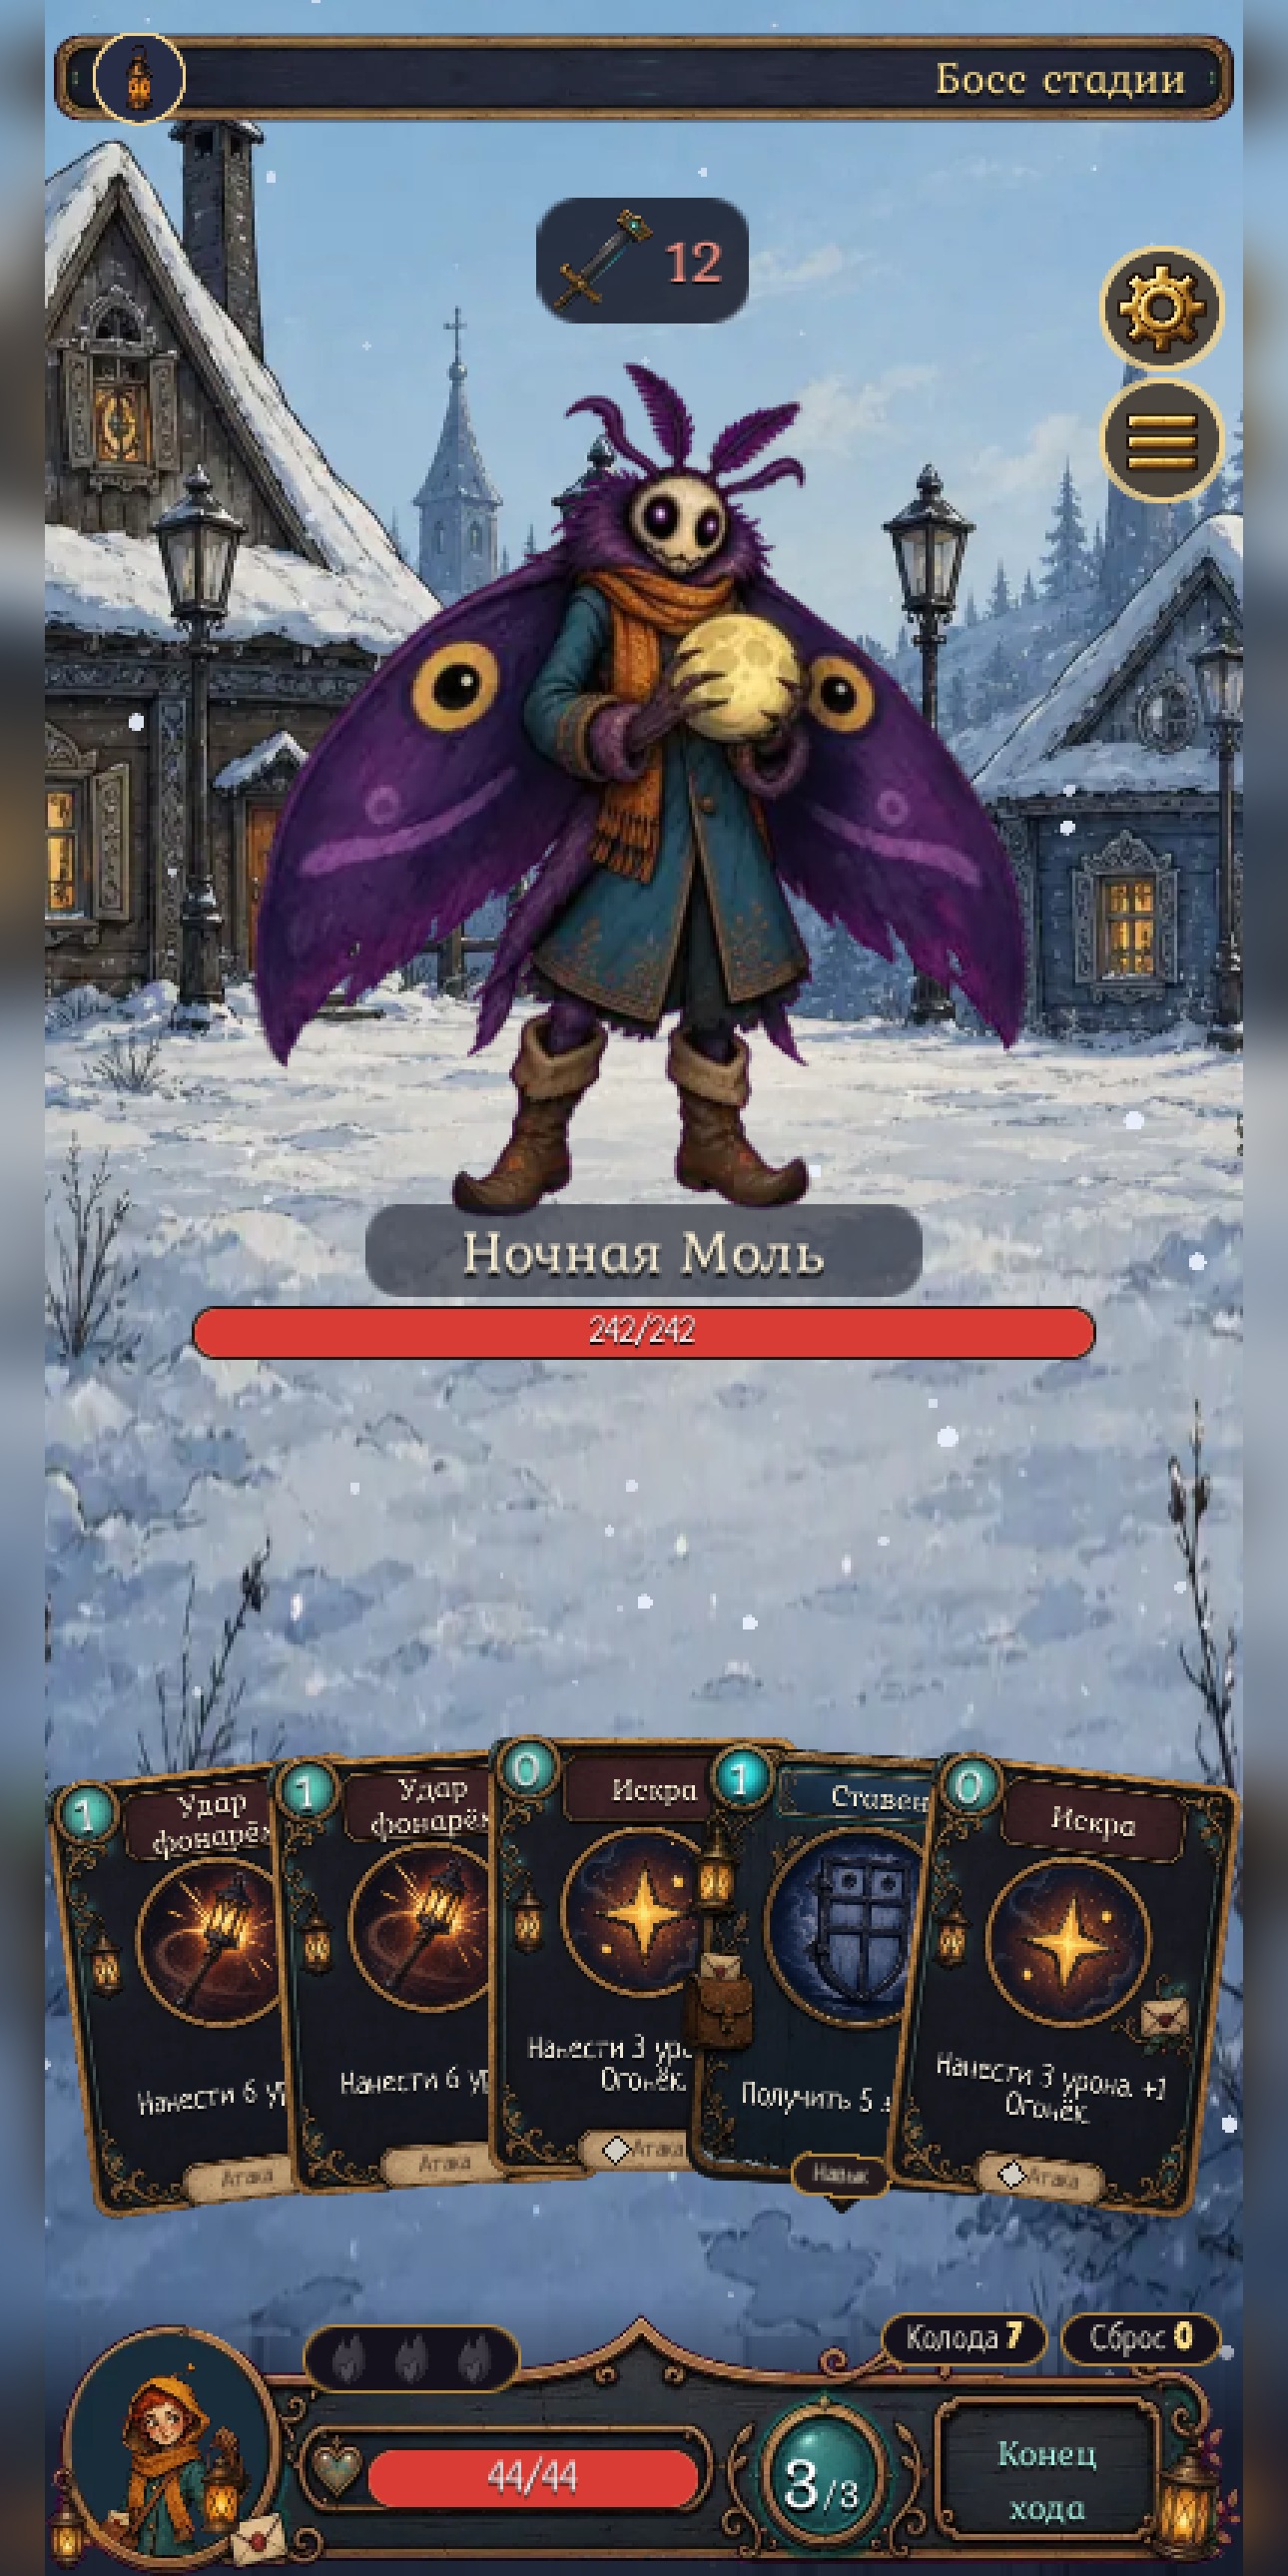 Босс стадии
12
Ночная Моль
242/242
1
Удар
1
Удар
0
Искра
1
0
Искра
Нанести 6
Нанести 6
Нанести 3
Огонёк.
Получить 5
Нанести 3 урона. +1
Огонёк.
Атака
Атака
Атака
Навык
Атака
Колода 7
Сброс 0
44/44
3/3
Конец
хода